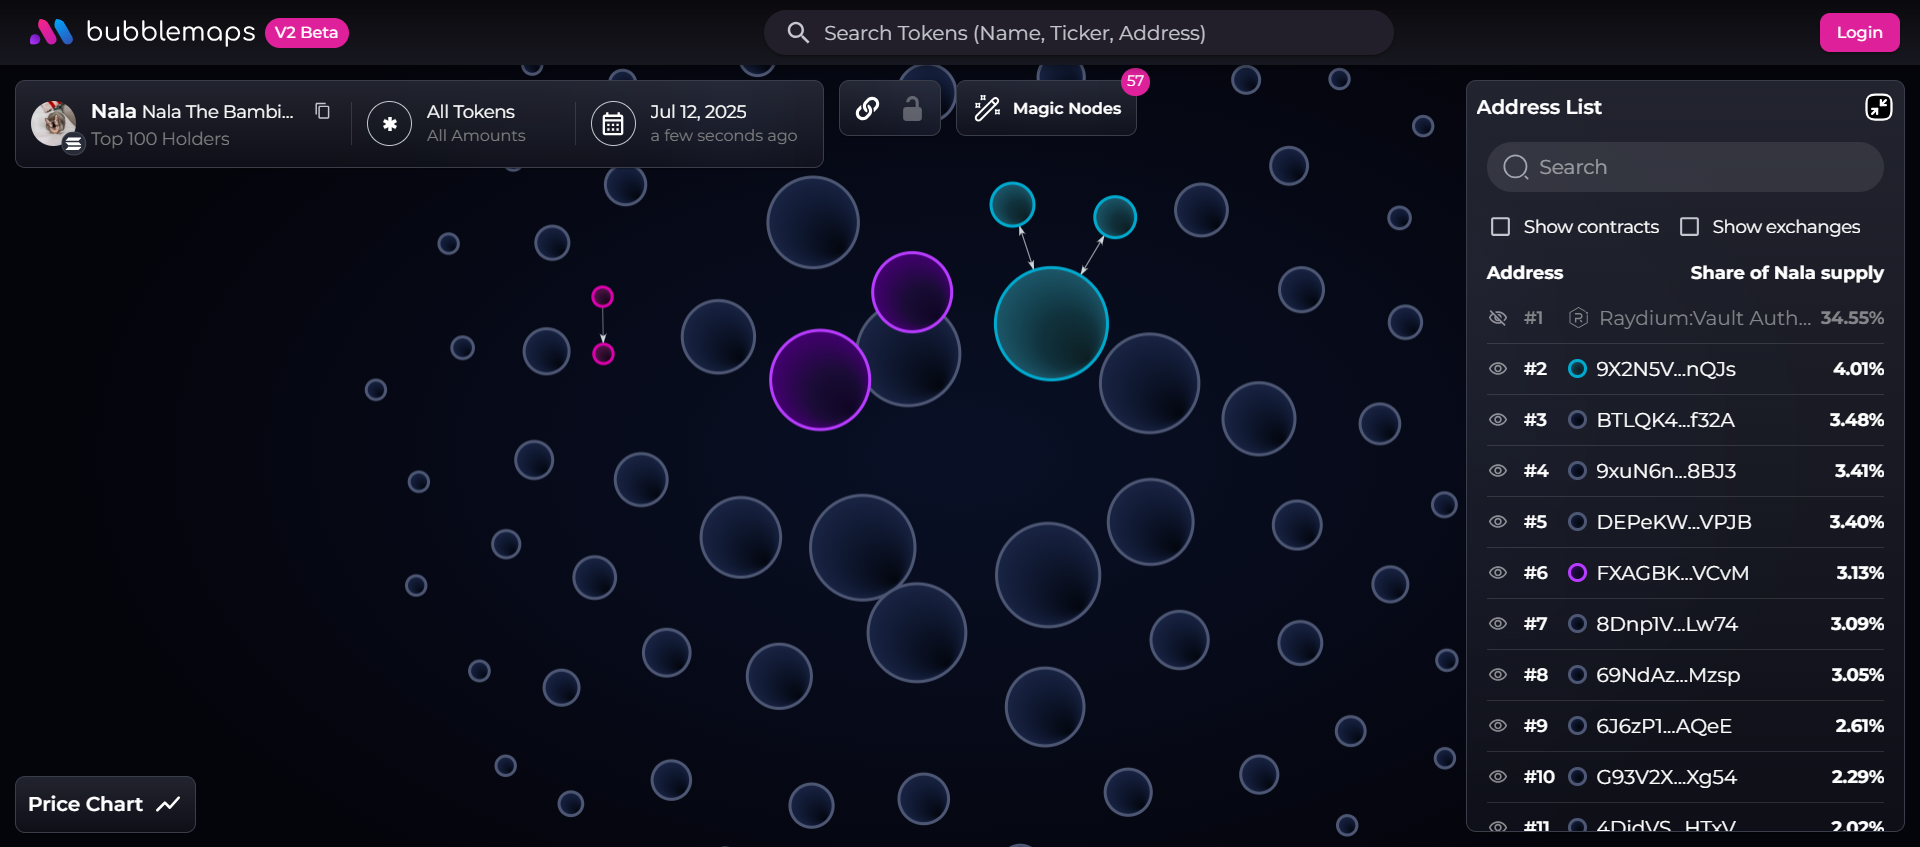 bubblemaps V2 Beta
Search Tokens (Name, Ticker, Address)
Login
Nala Nala The Bambi...
Top 100 Holders
All Tokens
All Amounts
Jul 12, 2025
a few seconds ago
Magic Nodes
57
Address List
Search
Show contracts
Show exchanges
Address Share of Nala supply
#1 Raydium:Vault Auth... 34.55%
#2 9X2N5V...nQJs 4.01%
#3 BTLQK4...f32A 3.48%
#4 9xuN6n...8BJ3 3.41%
#5 DEPeKW...VPJB 3.40%
#6 FXAGBK...VCvM 3.13%
#7 8Dnp1V...Lw74 3.09%
#8 69NdAz...Mzsp 3.05%
#9 6J6zP1...AQeE 2.61%
#10 G93V2X...Xg54 2.29%
#11 2.02%
Price Chart